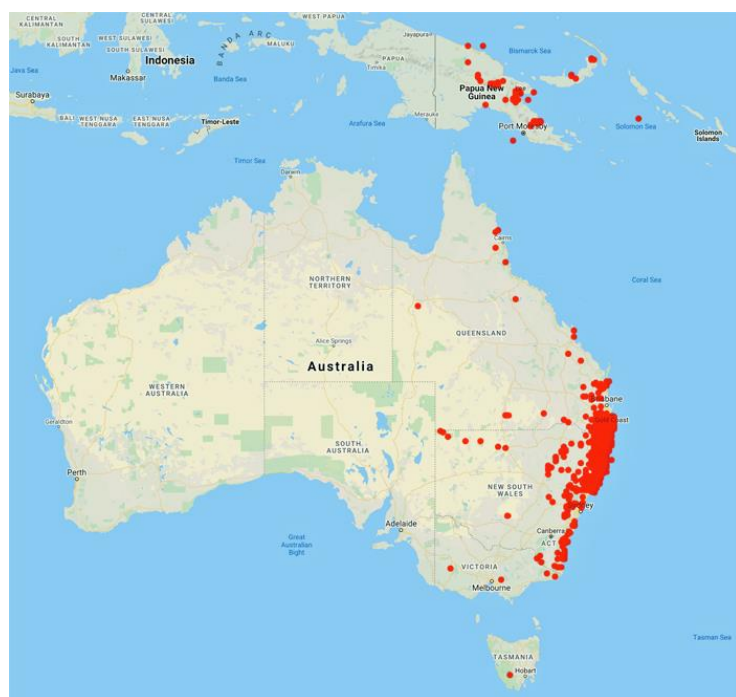 CENTRAL
KALIMANTAN
CENTRAL
SULAWESI
WEST PAPUA
SOUTH
KALIMANTAN
SOUTH SULAWESI
Indonesia
BANDA ARC
MALUKU
Jayapura
PAPUA
Timika
Bismarck Sea
Java Sea
Makassar
SOUTHEAST
SULAWESI
Banda Sea
Papua New
Guinea
Surabaya
BALI
WEST NUSA
TENGGARA
EAST NUSA
TENGGARA
Timor-Leste
Arafura Sea
Merauke
Port Moresby
Solomon Sea
Solomon
Islands
Timor Sea
Darwin
Cairns
Coral Sea
NORTHERN
TERRITORY
QUEENSLAND
Alice Springs
Australia
WESTERN
AUSTRALIA
Brisbane
Gold Coast
Geraldton
SOUTH
AUSTRALIA
Perth
NEW SOUTH
WALES
Sydney
Great
Australian
Bight
Adelaide
Canberra
ACT
VICTORIA
Melbourne
Tasman Sea
TASMANIA
Hobart